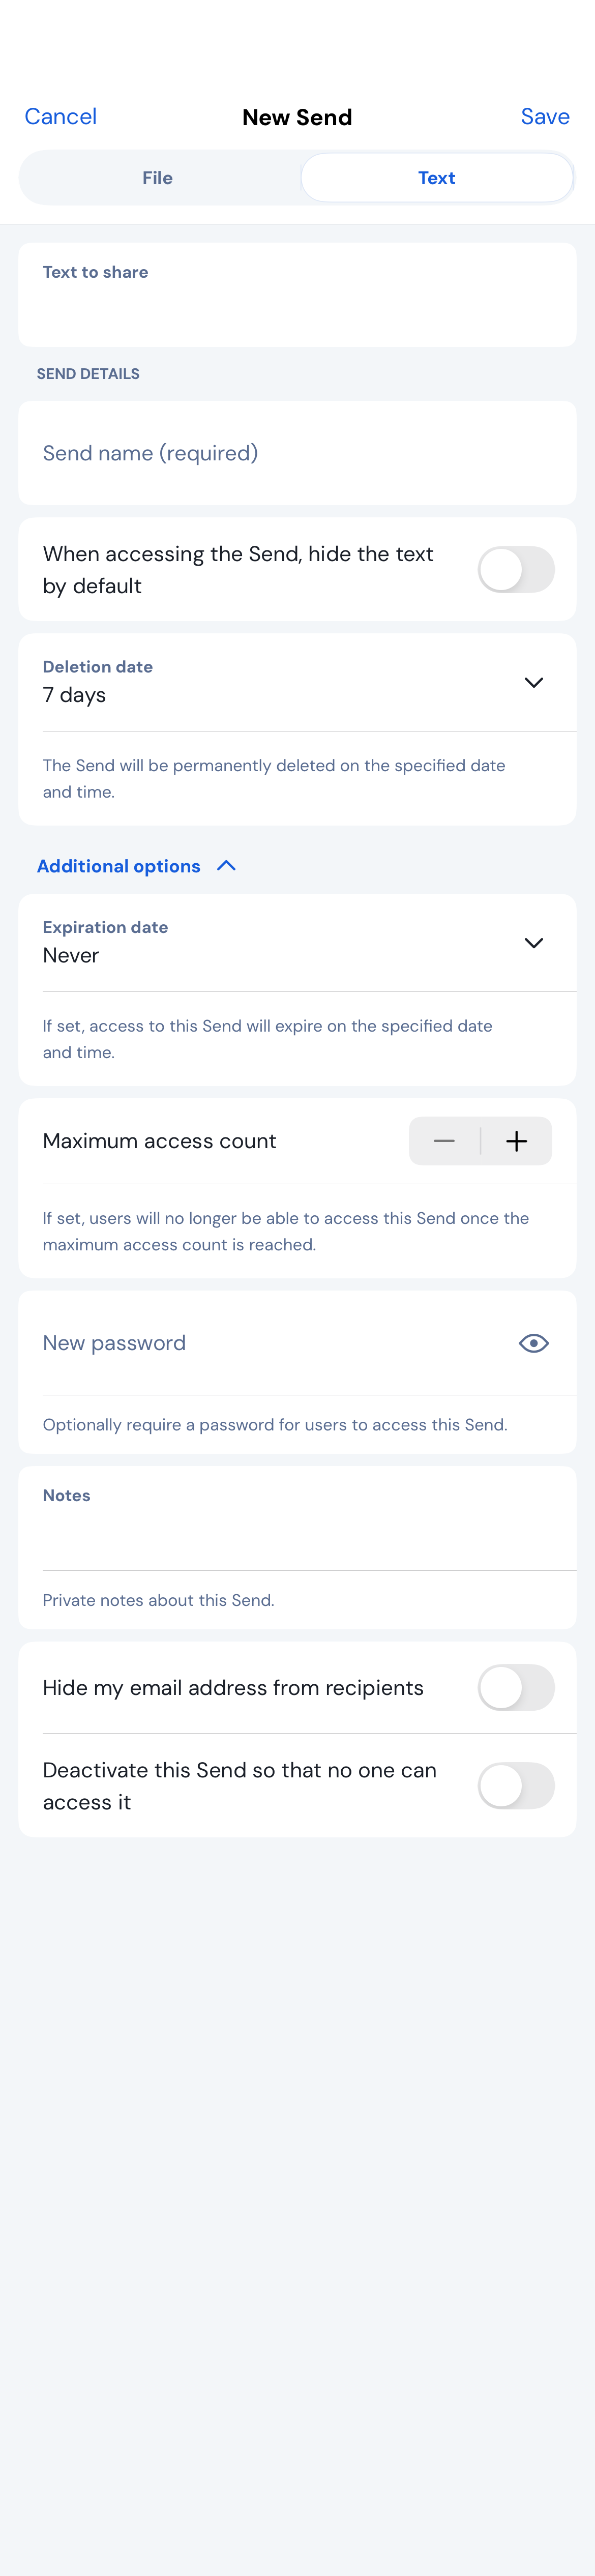 Cancel
New Send
Save
File
Text
Text to share
SEND DETAILS
Send name (required)
When accessing the Send, hide the text
by default
Deletion date
7 days
The Send will be permanently deleted on the specified date
and time.
Additional options
Expiration date
Never
If set, access to this Send will expire on the specified date
and time.
Maximum access count
If set, users will no longer be able to access this Send once the
maximum access count is reached.
New password
Optionally require a password for users to access this Send.
Notes
Private notes about this Send.
Hide my email address from recipients
Deactivate this Send so that no one can
access it